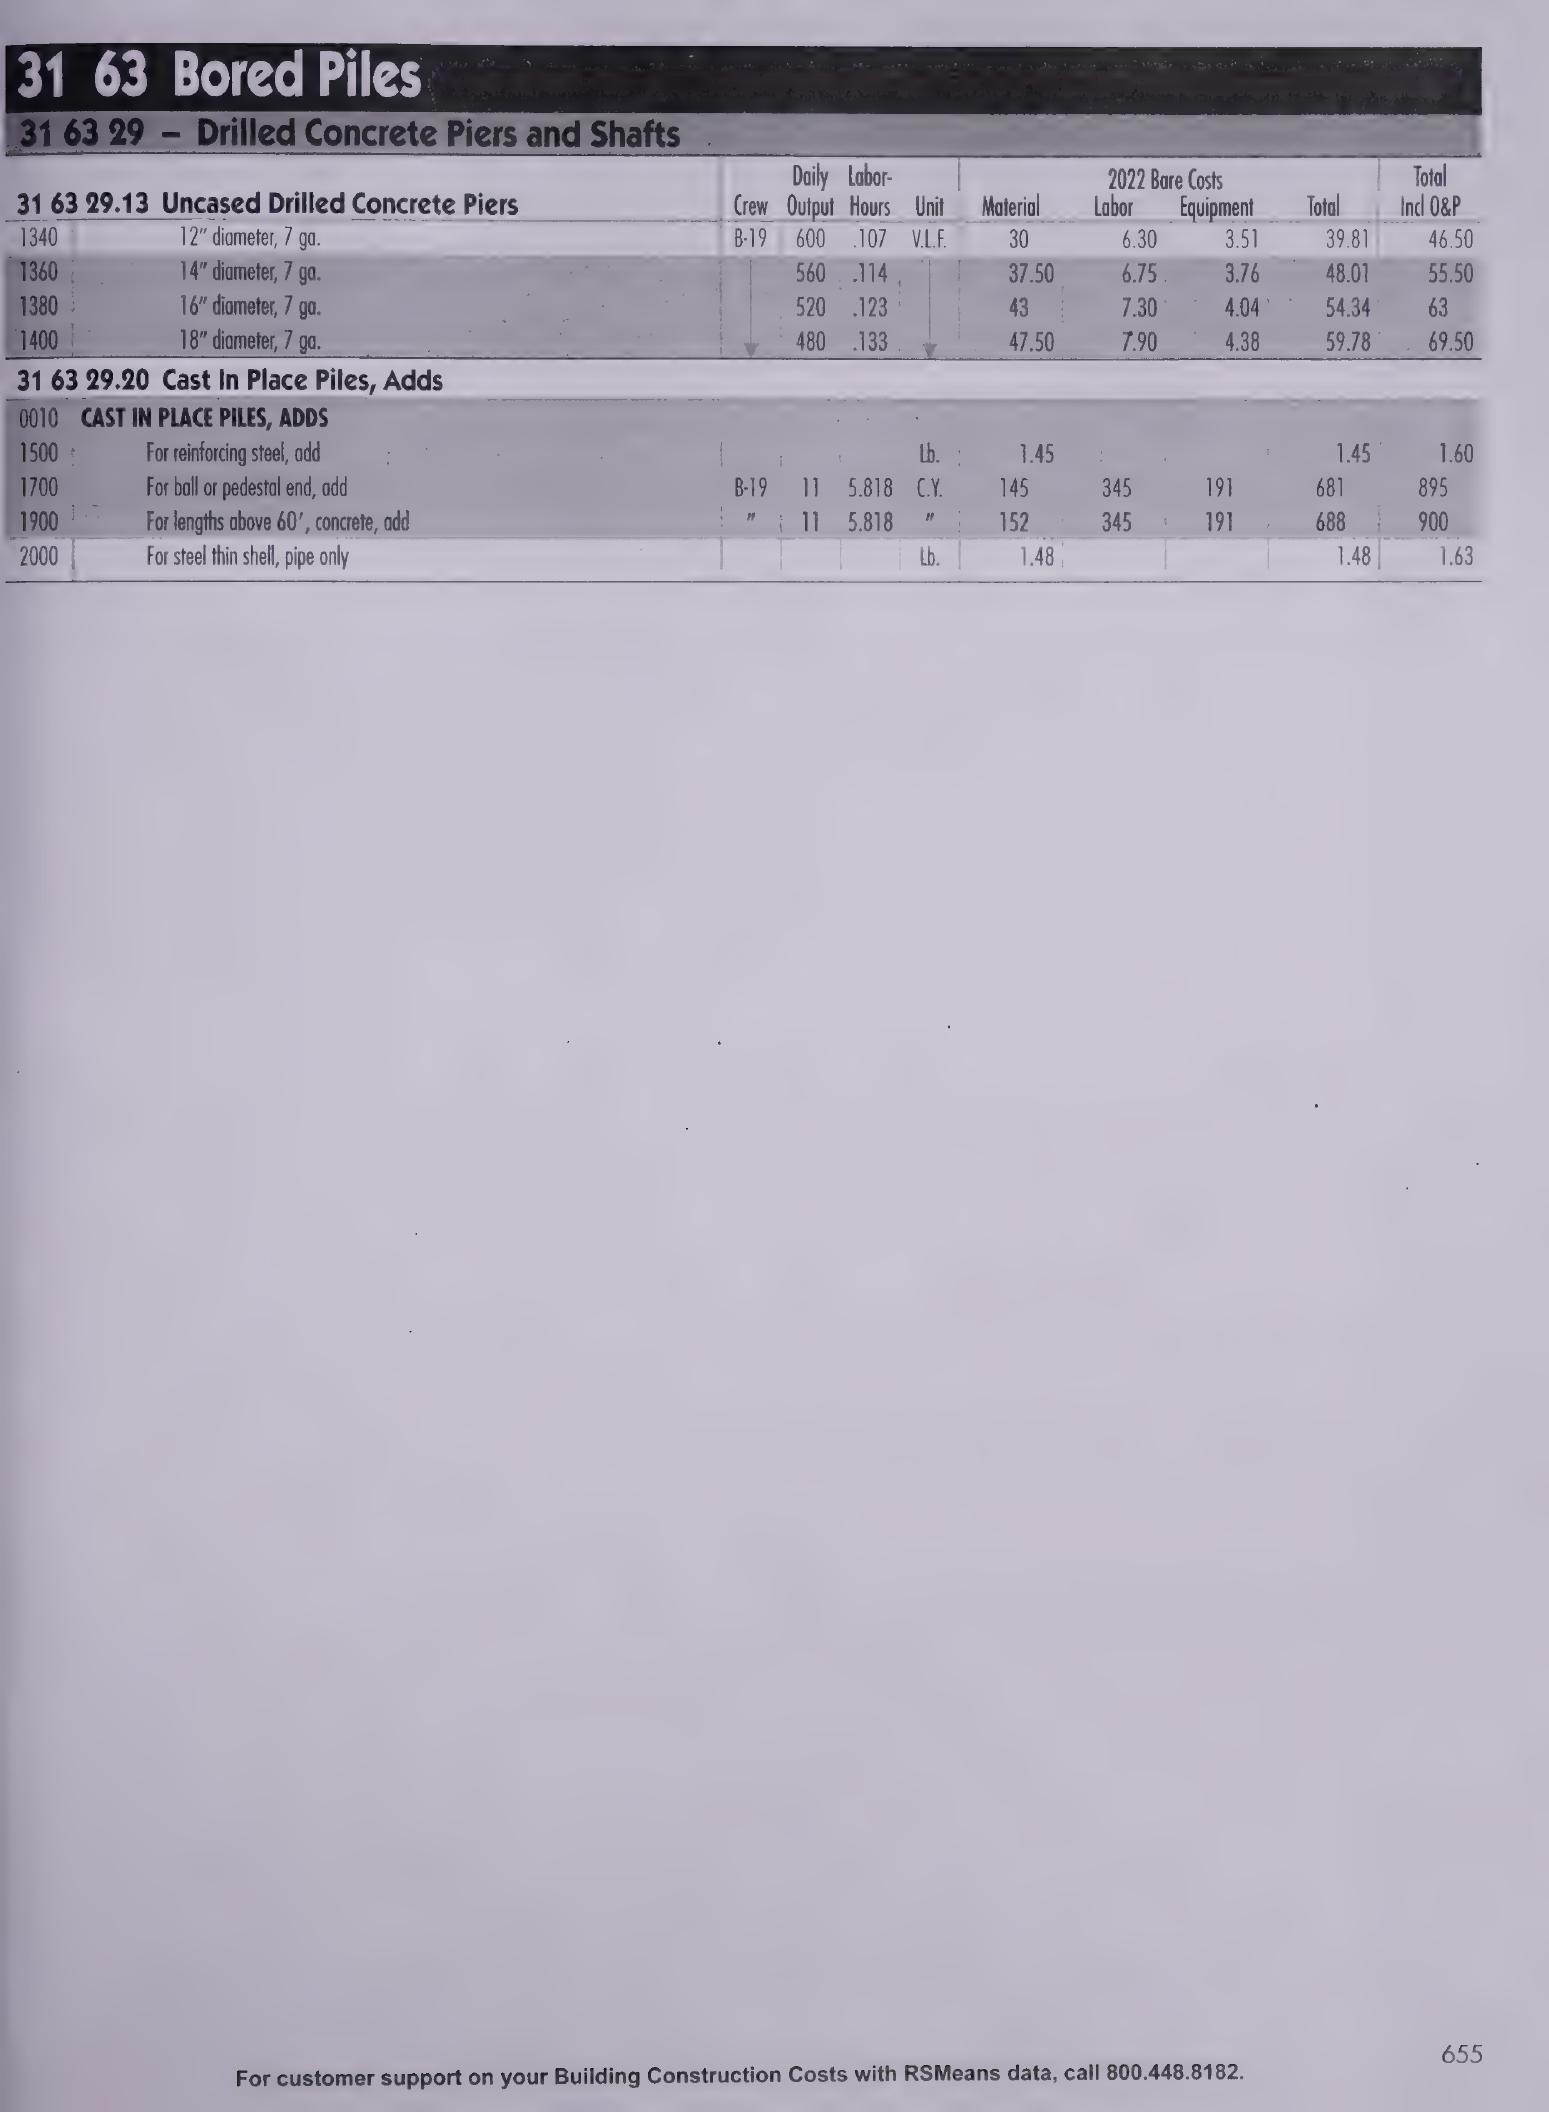 31 63 Bored Piles
31 63 29 – Drilled Concrete Piers and Shafts
31 63 29.13 Uncased Drilled Concrete Piers Crew Daily Output Labor-Hours Unit Material Labor Equipment Total Total Incl O&P
2022 Bare Costs
1340 12" diameter, 7 ga. B-19 600 .107 V.L.F. 30 6.30 3.51 39.81 46.50
1360 14" diameter, 7 ga. 560 .114 37.50 6.75 3.76 48.01 55.50
1380 16" diameter, 7 ga. 520 .123 43 7.30 4.04 54.34 63
1400 18" diameter, 7 ga. 480 .133 47.50 7.90 4.38 59.78 69.50
31 63 29.20 Cast In Place Piles, Adds
0010 CAST IN PLACE PILES, ADDS
1500 For reinforcing steel, add Lb. 1.45 1.45 1.60
1700 For ball or pedestal end, add B-19 11 5.818 C.Y. 145 345 191 681 895
1900 For lengths above 60', concrete, add " 11 5.818 " 152 345 191 688 900
2000 For steel thin shell, pipe only Lb. 1.48 1.48 1.63
655
For customer support on your Building Construction Costs with RSMeans data, call 800.448.8182.